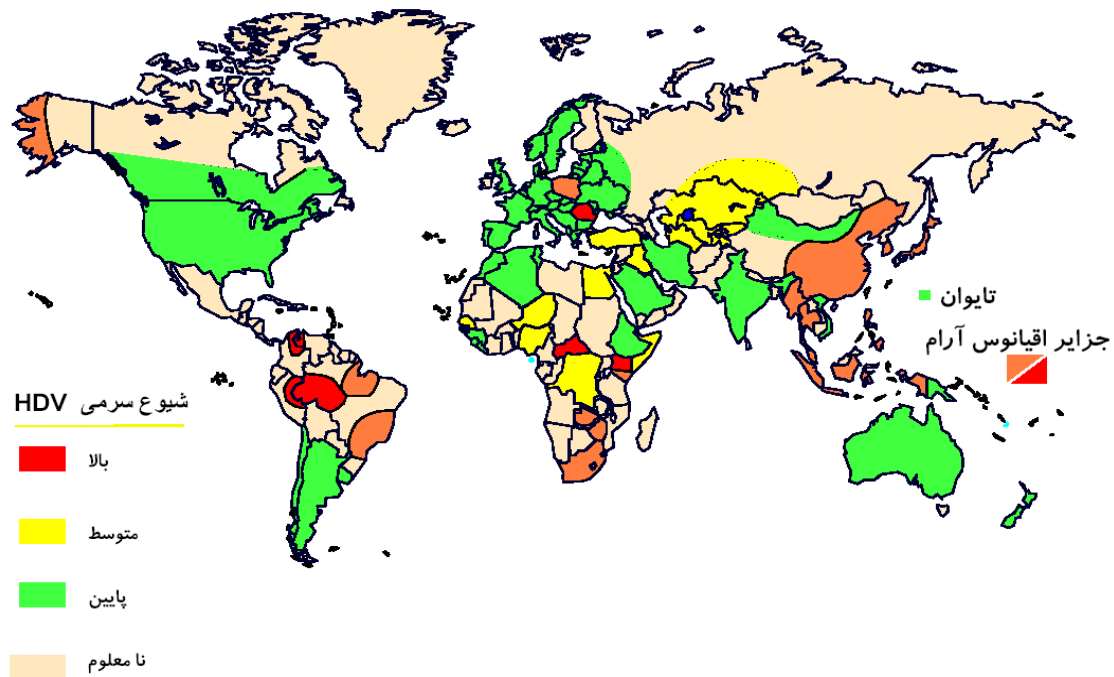 تایوان
جزایر اقیانوس آرام
شیوع سرمی HDV
بالا
متوسط
پایین
نا معلوم